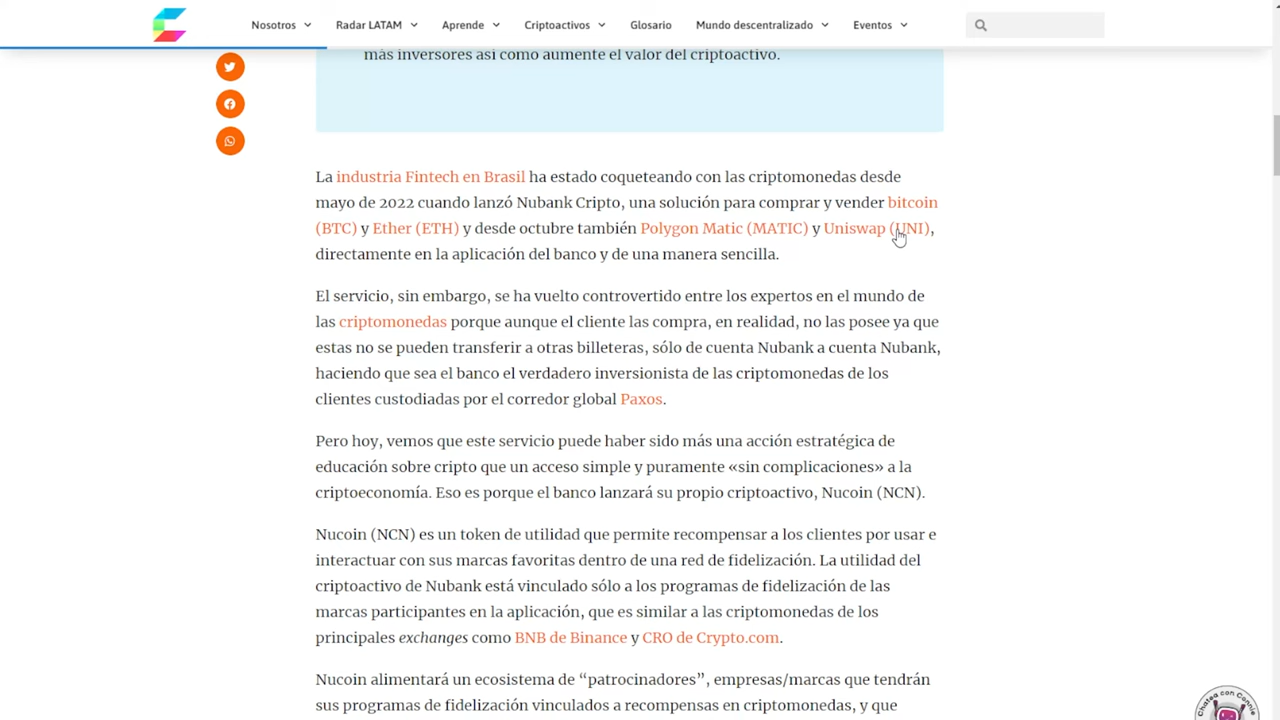 Nosotros Radar LATAM Aprende Criptoactivos Glosario Mundo descentralizado Eventos
más inversores así como aumente el valor del criptoactivo.
La industria Fintech en Brasil ha estado coqueteando con las criptomonedas desde
mayo de 2022 cuando lanzó Nubank Cripto, una solución para comprar y vender bitcoin
(BTC) y Ether (ETH) y desde octubre también Polygon Matic (MATIC) y Uniswap (UNI),
directamente en la aplicación del banco y de una manera sencilla.
El servicio, sin embargo, se ha vuelto controvertido entre los expertos en el mundo de
las criptomonedas porque aunque el cliente las compra, en realidad, no las posee ya que
estas no se pueden transferir a otras billeteras, sólo de cuenta Nubank a cuenta Nubank,
haciendo que sea el banco el verdadero inversionista de las criptomonedas de los
clientes custodiadas por el corredor global Paxos.
Pero hoy, vemos que este servicio puede haber sido más una acción estratégica de
educación sobre cripto que un acceso simple y puramente «sin complicaciones» a la
criptoeconomía. Eso es porque el banco lanzará su propio criptoactivo, Nucoin (NCN).
Nucoin (NCN) es un token de utilidad que permite recompensar a los clientes por usar e
interactuar con sus marcas favoritas dentro de una red de fidelización. La utilidad del
criptoactivo de Nubank está vinculado sólo a los programas de fidelización de las
marcas participantes en la aplicación, que es similar a las criptomonedas de los
principales exchanges como BNB de Binance y CRO de Crypto.com.
Nucoin alimentará un ecosistema de “patrocinadores”, empresas/marcas que tendrán
sus programas de fidelización vinculados a recompensas en criptomonedas, y que
Chatea con Connie